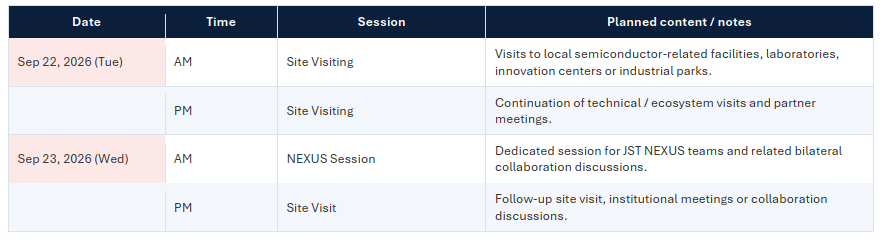 Date Time Session Planned content / notes
Sep 22, 2026 (Tue) AM Site Visiting Visits to local semiconductor-related facilities, laboratories,
innovation centers or industrial parks.
PM Site Visiting Continuation of technical / ecosystem visits and partner
meetings.
Sep 23, 2026 (Wed) AM NEXUS Session Dedicated session for JST NEXUS teams and related bilateral
collaboration discussions.
PM Site Visit Follow-up site visit, institutional meetings or collaboration
discussions.